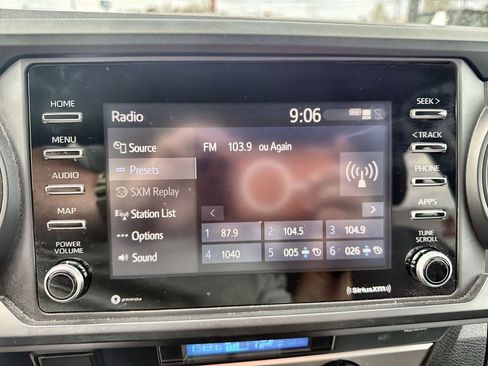 HOME
MENU
AUDIO
MAP
POWER
VOLUME
Radio
9:06
Source
Presets
SXM Replay
Station List
Options
Sound
FM 103.9 ou Again
1 87.9
2 104.5
3 104.9
4 1040
5 005
6 026
SEEK >
< TRACK
PHONE
APPS
TUNE
SCROLL
gracenote
SiriusXM